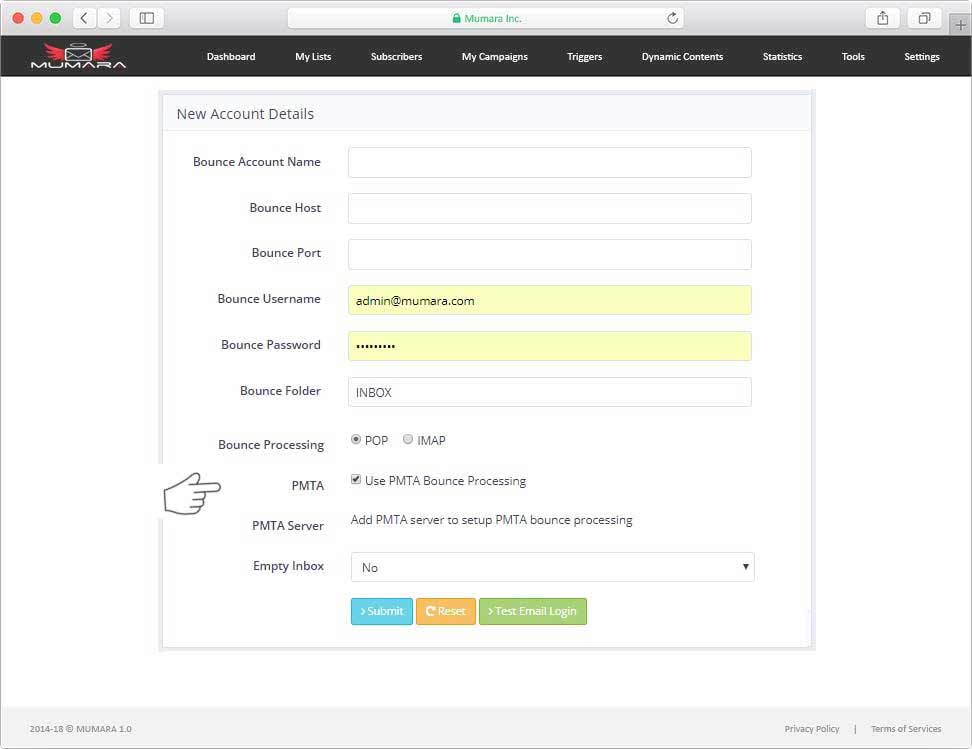 Mumara Inc.
MUMARA Dashboard My Lists Subscribers My Campaigns Triggers Dynamic Contents Statistics Tools Settings
New Account Details
Bounce Account Name
Bounce Host
Bounce Port
Bounce Username admin@mumara.com
Bounce Password •••••••••
Bounce Folder INBOX
Bounce Processing POP IMAP
PMTA Use PMTA Bounce Processing
PMTA Server Add PMTA server to setup PMTA bounce processing
Empty Inbox No
Submit Reset Test Email Login
2014-18 © MUMARA 1.0 Privacy Policy | Terms of Services